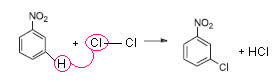 NO₂ NO₂
H + Cl Cl Cl + HCl